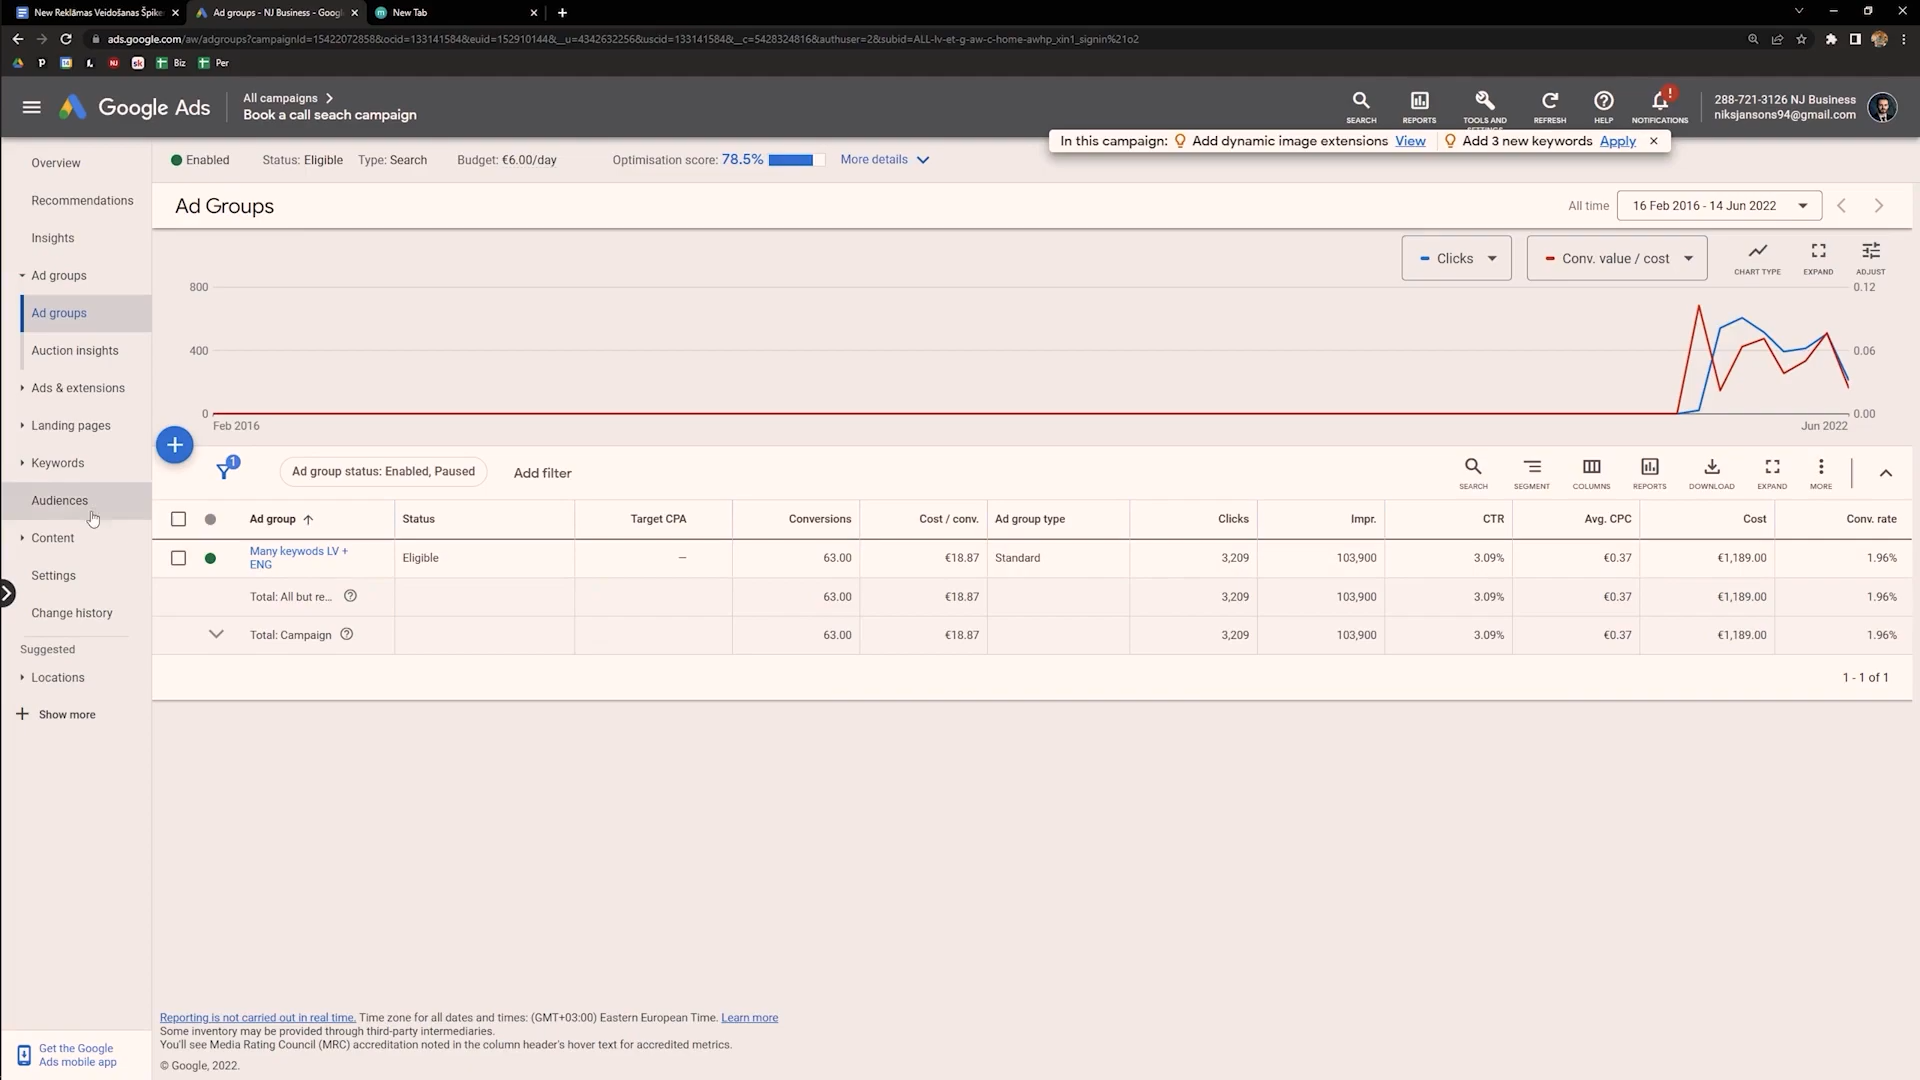 New Reklāmas Veidošanas Špike
Ad groups - NJ Business - Googl
New Tab
ads.google.com/aw/adgroups?campaignId=15422072858&ocid=133141584&euid=152910144&__u=4342632256&uscid=133141584&__c=5428324816&authuser=2&subid=ALL-lv-et-g-aw-c-home-awhp_xin1_signin%21o2
Biz
Per
Google Ads
All campaigns
Book a call seach campaign
SEARCH
REPORTS
TOOLS AND
REFRESH
HELP
NOTIFICATIONS
288-721-3126 NJ Business
niksjansons94@gmail.com
In this campaign: Add dynamic image extensions View Add 3 new keywords Apply
Enabled Status: Eligible Type: Search Budget: €6.00/day Optimisation score: 78.5% More details
Overview
Recommendations
Insights
Ad groups
Ad groups
Auction insights
Ads & extensions
Landing pages
Keywords
Audiences
Content
Settings
Change history
Suggested
Locations
Show more
Get the Google
Ads mobile app
Ad Groups
All time 16 Feb 2016 - 14 Jun 2022
Clicks
Conv. value / cost
CHART TYPE
EXPAND
ADJUST
800
400
0
0.12
0.06
0.00
Feb 2016
Jun 2022
1
Ad group status: Enabled, Paused
Add filter
SEARCH
SEGMENT
COLUMNS
REPORTS
DOWNLOAD
EXPAND
MORE
Ad group Status Target CPA Conversions Cost / conv. Ad group type Clicks Impr. CTR Avg. CPC Cost Conv. rate
Many keywods LV +
ENG
Eligible — 63.00 €18.87 Standard 3,209 103,900 3.09% €0.37 €1,189.00 1.96%
Total: All but re... 63.00 €18.87 3,209 103,900 3.09% €0.37 €1,189.00 1.96%
Total: Campaign 63.00 €18.87 3,209 103,900 3.09% €0.37 €1,189.00 1.96%
1 - 1 of 1
Reporting is not carried out in real time. Time zone for all dates and times: (GMT+03:00) Eastern European Time. Learn more
Some inventory may be provided through third-party intermediaries.
You'll see Media Rating Council (MRC) accreditation noted in the column header's hover text for accredited metrics.
© Google, 2022.